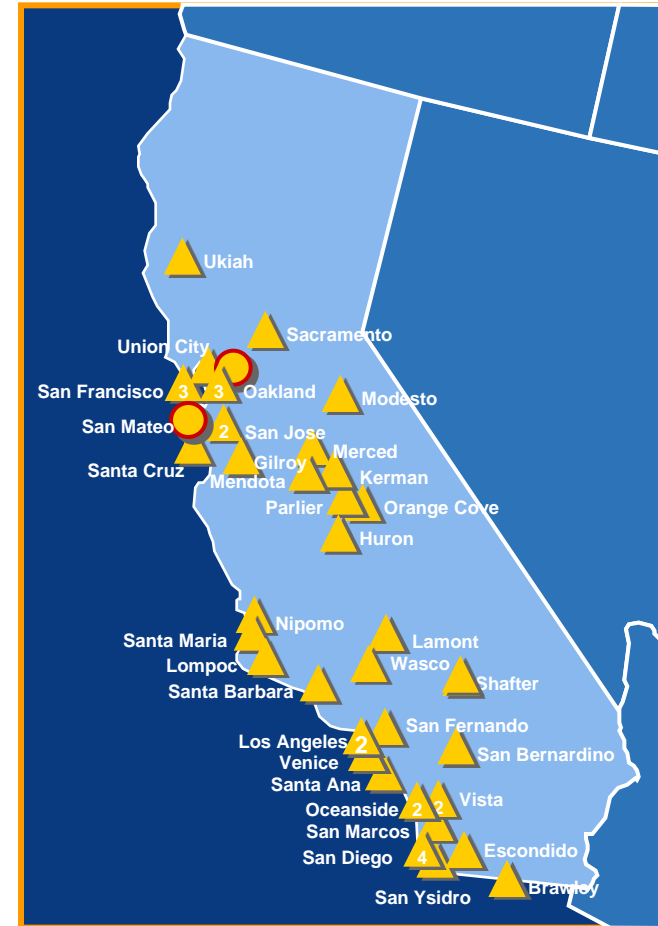 Ukiah
Sacramento
Union City
San Francisco
3
3
Oakland
Modesto
San Mateo
2
San Jose
Merced
Santa Cruz
Gilroy
Mendota
Kerman
Parlier
Orange Cove
Huron
Nipomo
Santa Maria
Lamont
Lompoc
Wasco
Santa Barbara
Shafter
San Fernando
Los Angeles
2
San Bernardino
Venice
Santa Ana
Oceanside
2
2
Vista
San Marcos
San Diego
4
Escondido
San Ysidro
Brawley